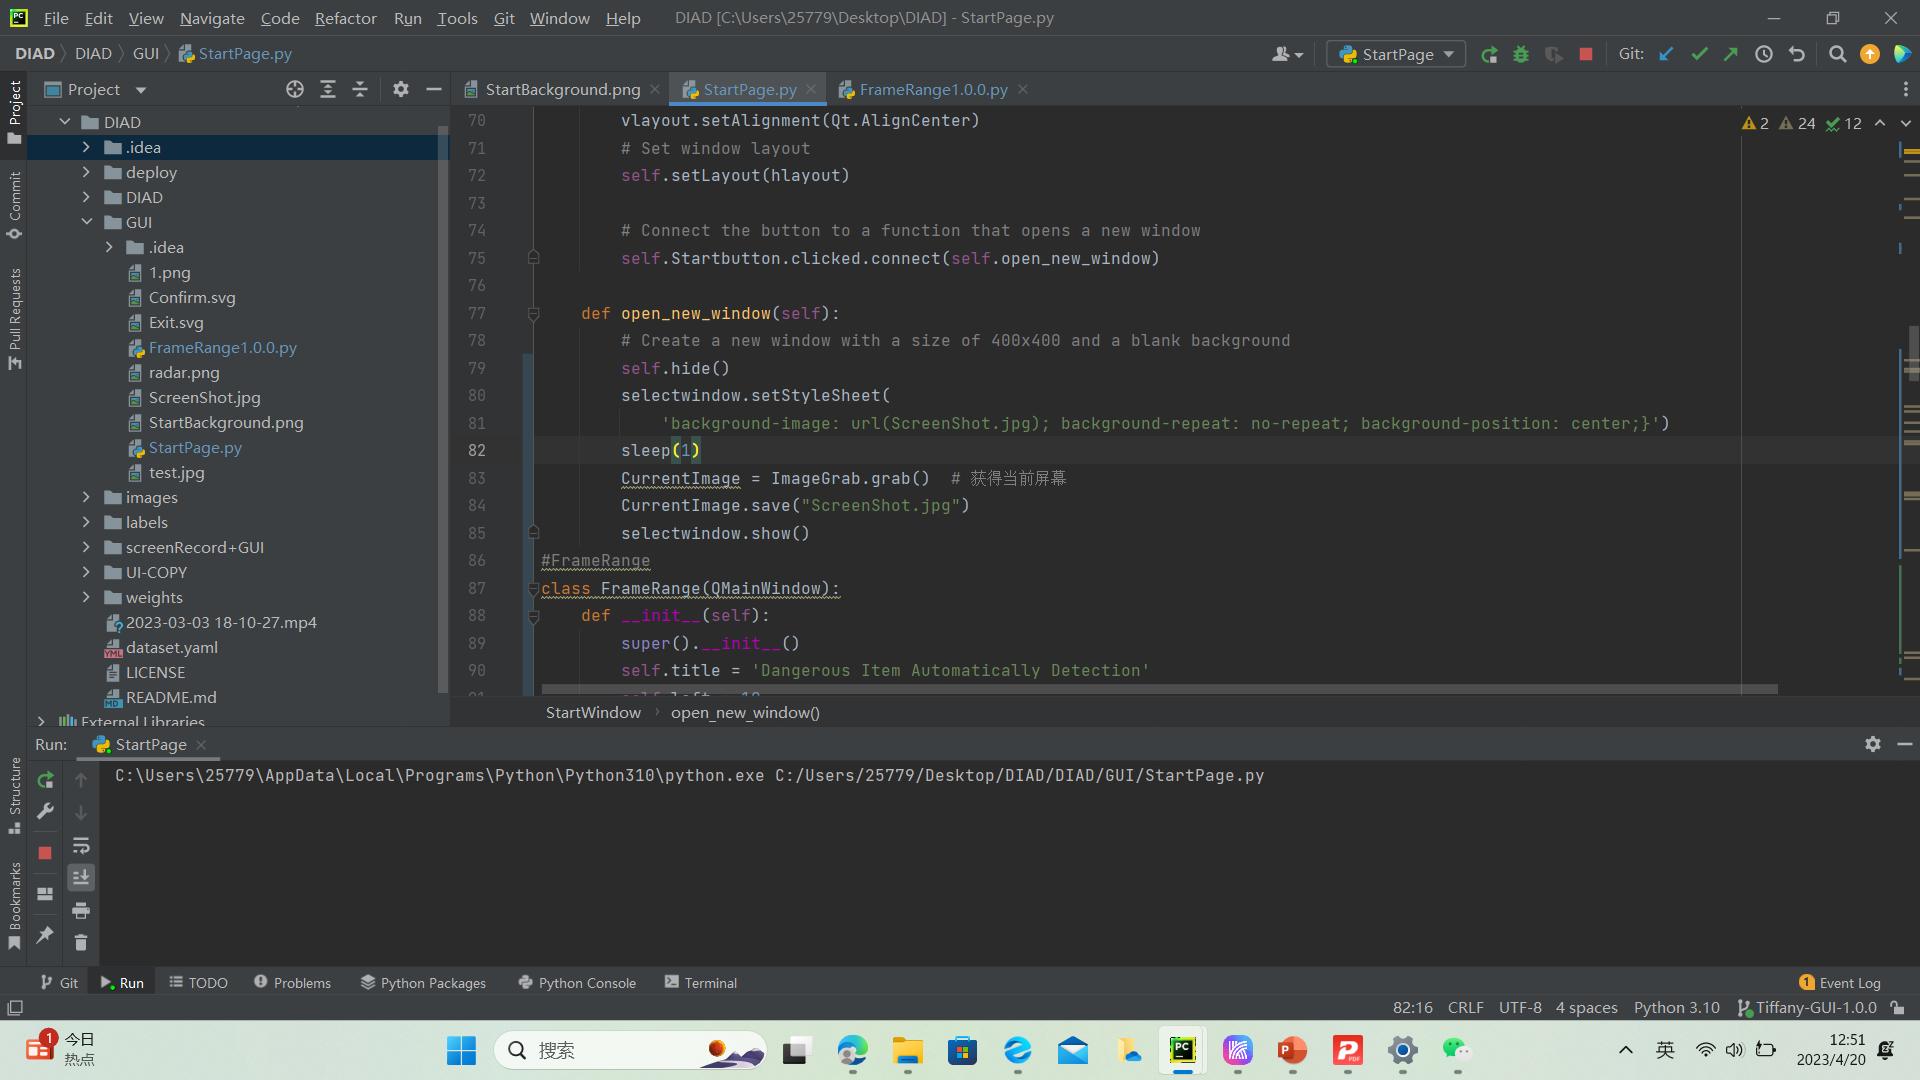 File Edit View Navigate Code Refactor Run Tools Git Window Help DIAD [C:\Users\25779\Desktop\DIAD] - StartPage.py
DIAD DIAD GUI StartPage.py StartPage Git:
Project StartBackground.png StartPage.py FrameRange1.0.0.py
Project
Commit
Pull Requests
Structure
Bookmarks
DIAD
.idea
deploy
DIAD
GUI
.idea
1.png
Confirm.svg
Exit.svg
FrameRange1.0.0.py
radar.png
ScreenShot.jpg
StartBackground.png
StartPage.py
test.jpg
images
labels
screenRecord+GUI
UI-COPY
weights
2023-03-03 18-10-27.mp4
dataset.yaml
LICENSE
README.md
External Libraries
2 24 12
70 vlayout.setAlignment(Qt.AlignCenter)
71 # Set window layout
72 self.setLayout(hlayout)
73
74 # Connect the button to a function that opens a new window
75 self.Startbutton.clicked.connect(self.open_new_window)
76
77 def open_new_window(self):
78 # Create a new window with a size of 400x400 and a blank background
79 self.hide()
80 selectwindow.setStyleSheet(
81 'background-image: url(ScreenShot.jpg); background-repeat: no-repeat; background-position: center;}')
82 sleep(1)
83 CurrentImage = ImageGrab.grab() # 获得当前屏幕
84 CurrentImage.save("ScreenShot.jpg")
85 selectwindow.show()
86 #FrameRange
87 class FrameRange(QMainWindow):
88 def __init__(self):
89 super().__init__()
90 self.title = 'Dangerous Item Automatically Detection'
StartWindow open_new_window()
Run: StartPage
C:\Users\25779\AppData\Local\Programs\Python\Python310\python.exe C:/Users/25779/Desktop/DIAD/DIAD/GUI/StartPage.py
Git Run TODO Problems Python Packages Python Console Terminal 1 Event Log
82:16 CRLF UTF-8 4 spaces Python 3.10 Tiffany-GUI-1.0.0
1 今日
热点
搜索
英
12:51
2023/4/20